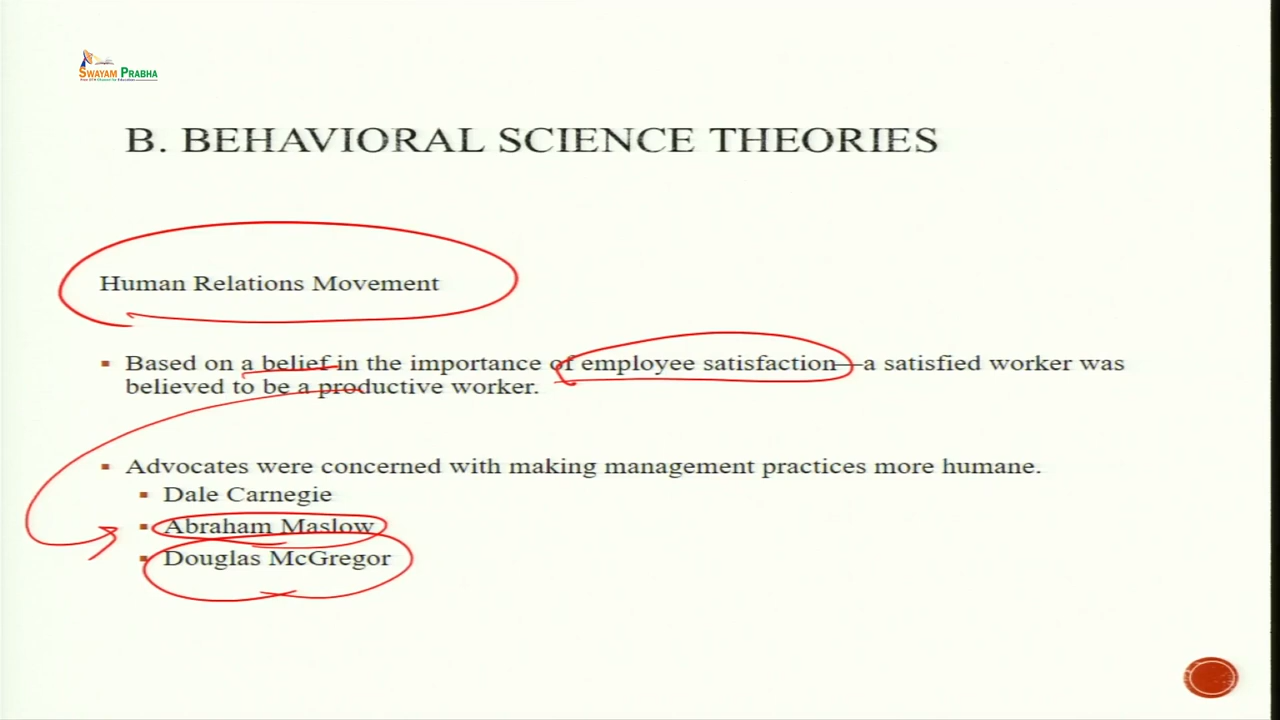 SWAYAM PRABHA
B. BEHAVIORAL SCIENCE THEORIES
Human Relations Movement
▪ Based on a belief in the importance of employee satisfaction—a satisfied worker was
believed to be a productive worker.
▪ Advocates were concerned with making management practices more humane.
▪ Dale Carnegie
▪ Abraham Maslow
▪ Douglas McGregor